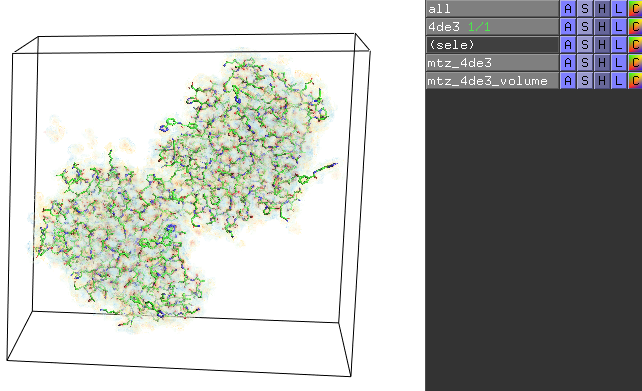 all A S H L C
4de3 1/1 A S H L C
(sele) A S H L C
mtz_4de3 A S H L C
mtz_4de3_volume A S H L C